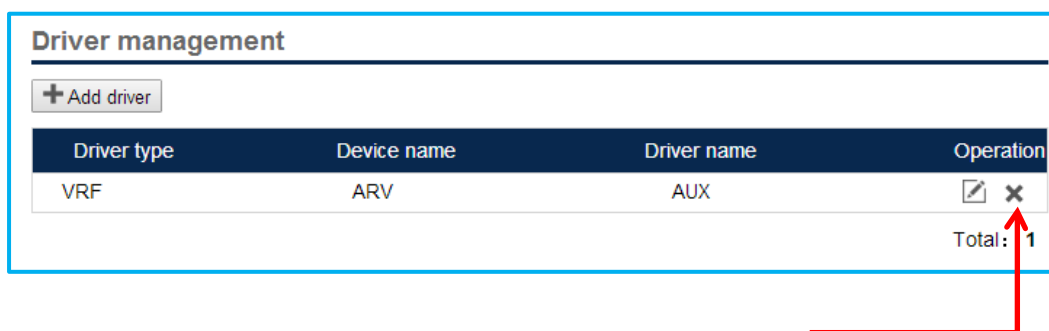 Driver management
Add driver
Driver type Device name Driver name Operation
VRF ARV AUX
Total: 1